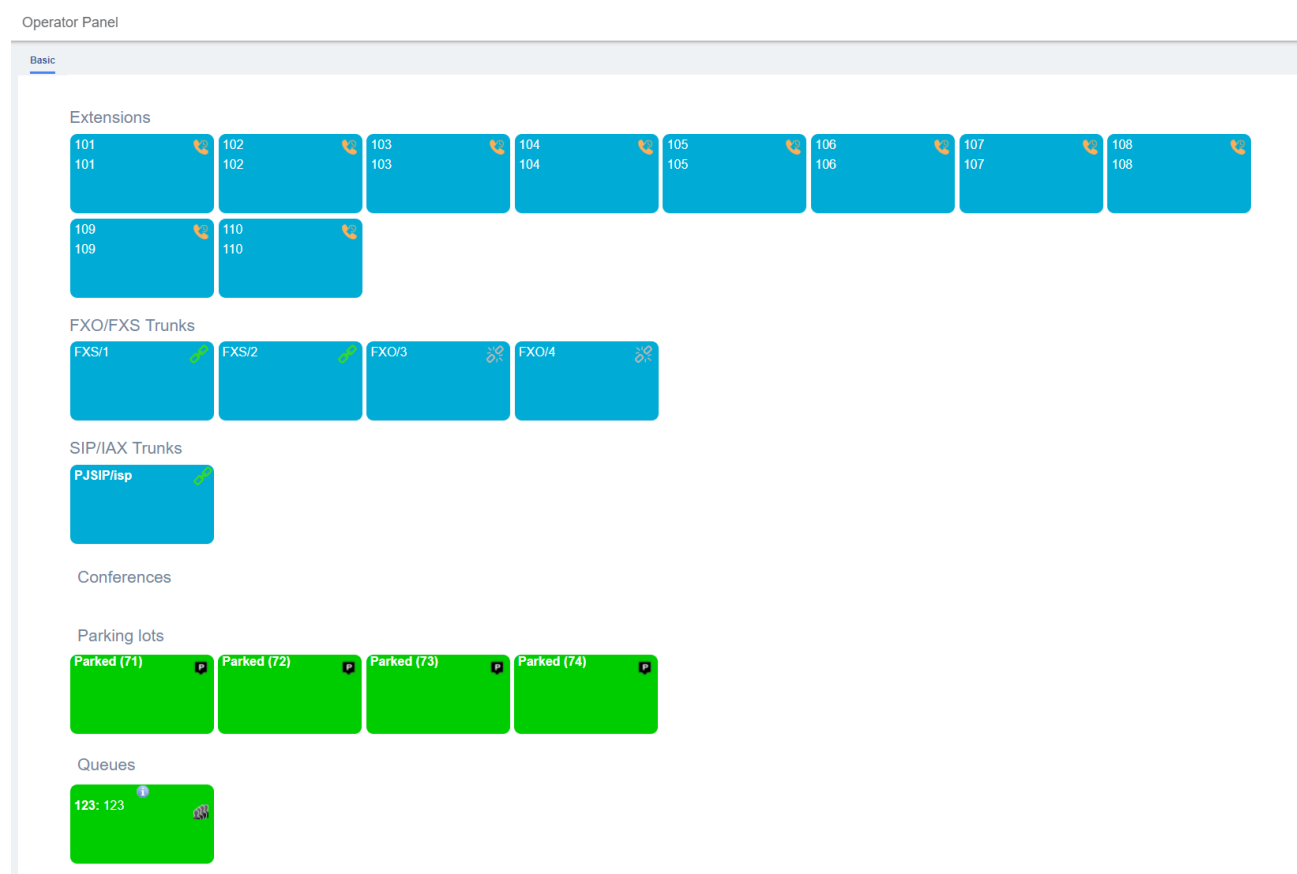 Operator Panel
Basic
Extensions
101 102 103 104 105 106 107 108
101 102 103 104 105 106 107 108
109 110
109 110
FXO/FXS Trunks
FXS/1 FXS/2 FXO/3 FXO/4
SIP/IAX Trunks
PJSIP/isp
Conferences
Parking lots
Parked (71) Parked (72) Parked (73) Parked (74)
P P P P
Queues
i
123: 123